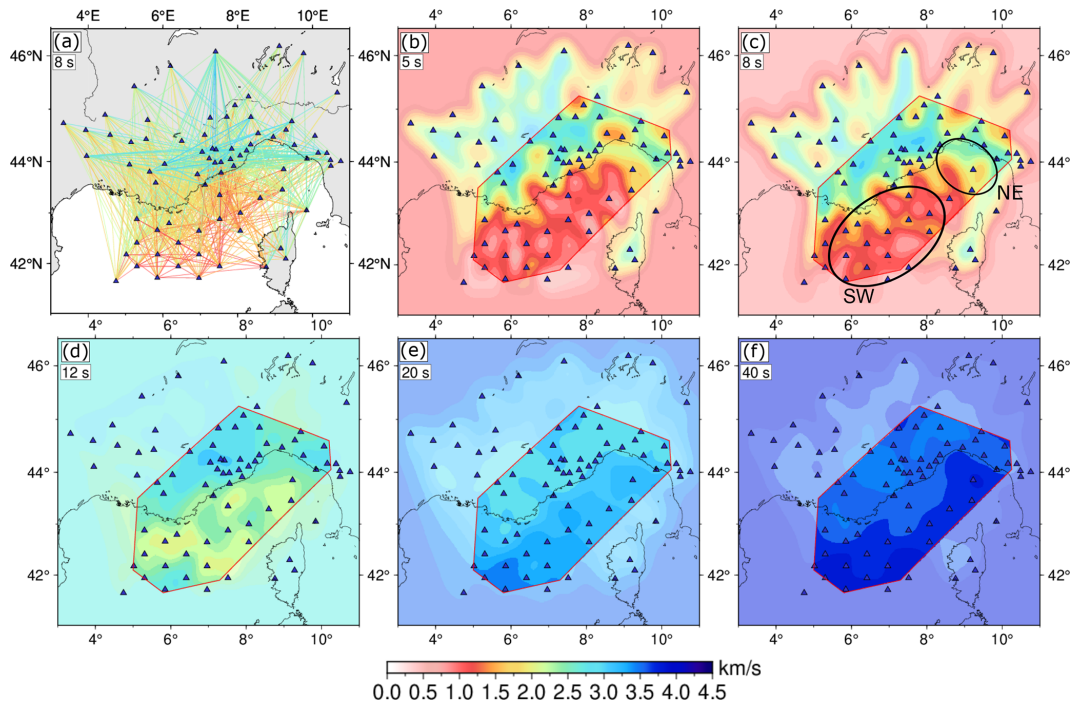 4° 6° 8° 10° 4° 6° 8° 10° 4° 6° 8° 10°
(a) (b) (c)
8 s 5 s 8 s
46°N 46° 46°
44°N 44°N 44°
NE
42°N 42°N 42°
SW
4° 6° 8° 10° 4° 6° 8° 10° 4° 6° 8° 10°
(d) (e) (f)
12 s 20 s 40 s
46° 46° 46°
44° 44° 44°
42° 42° 42°
4° 6° 8° 10° 4° 6° 8° 10° 4° 6° 8° 10°
km/s
0.0 0.5 1.0 1.5 2.0 2.5 3.0 3.5 4.0 4.5